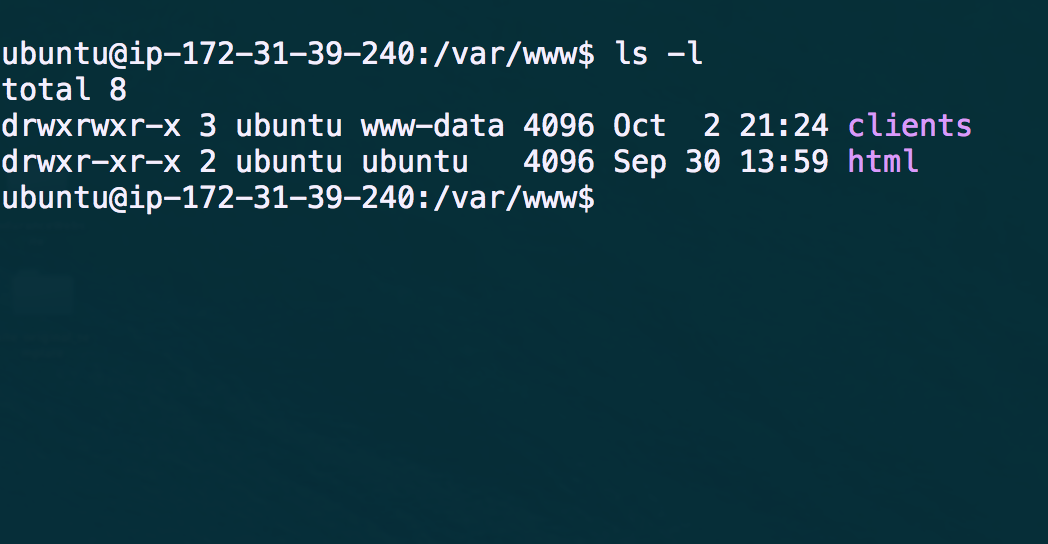 ubuntu@ip-172-31-39-240:/var/www$ ls -l
total 8
drwxrwxr-x 3 ubuntu www-data 4096 Oct  2 21:24 clients
drwxr-xr-x 2 ubuntu ubuntu   4096 Sep 30 13:59 html
ubuntu@ip-172-31-39-240:/var/www$